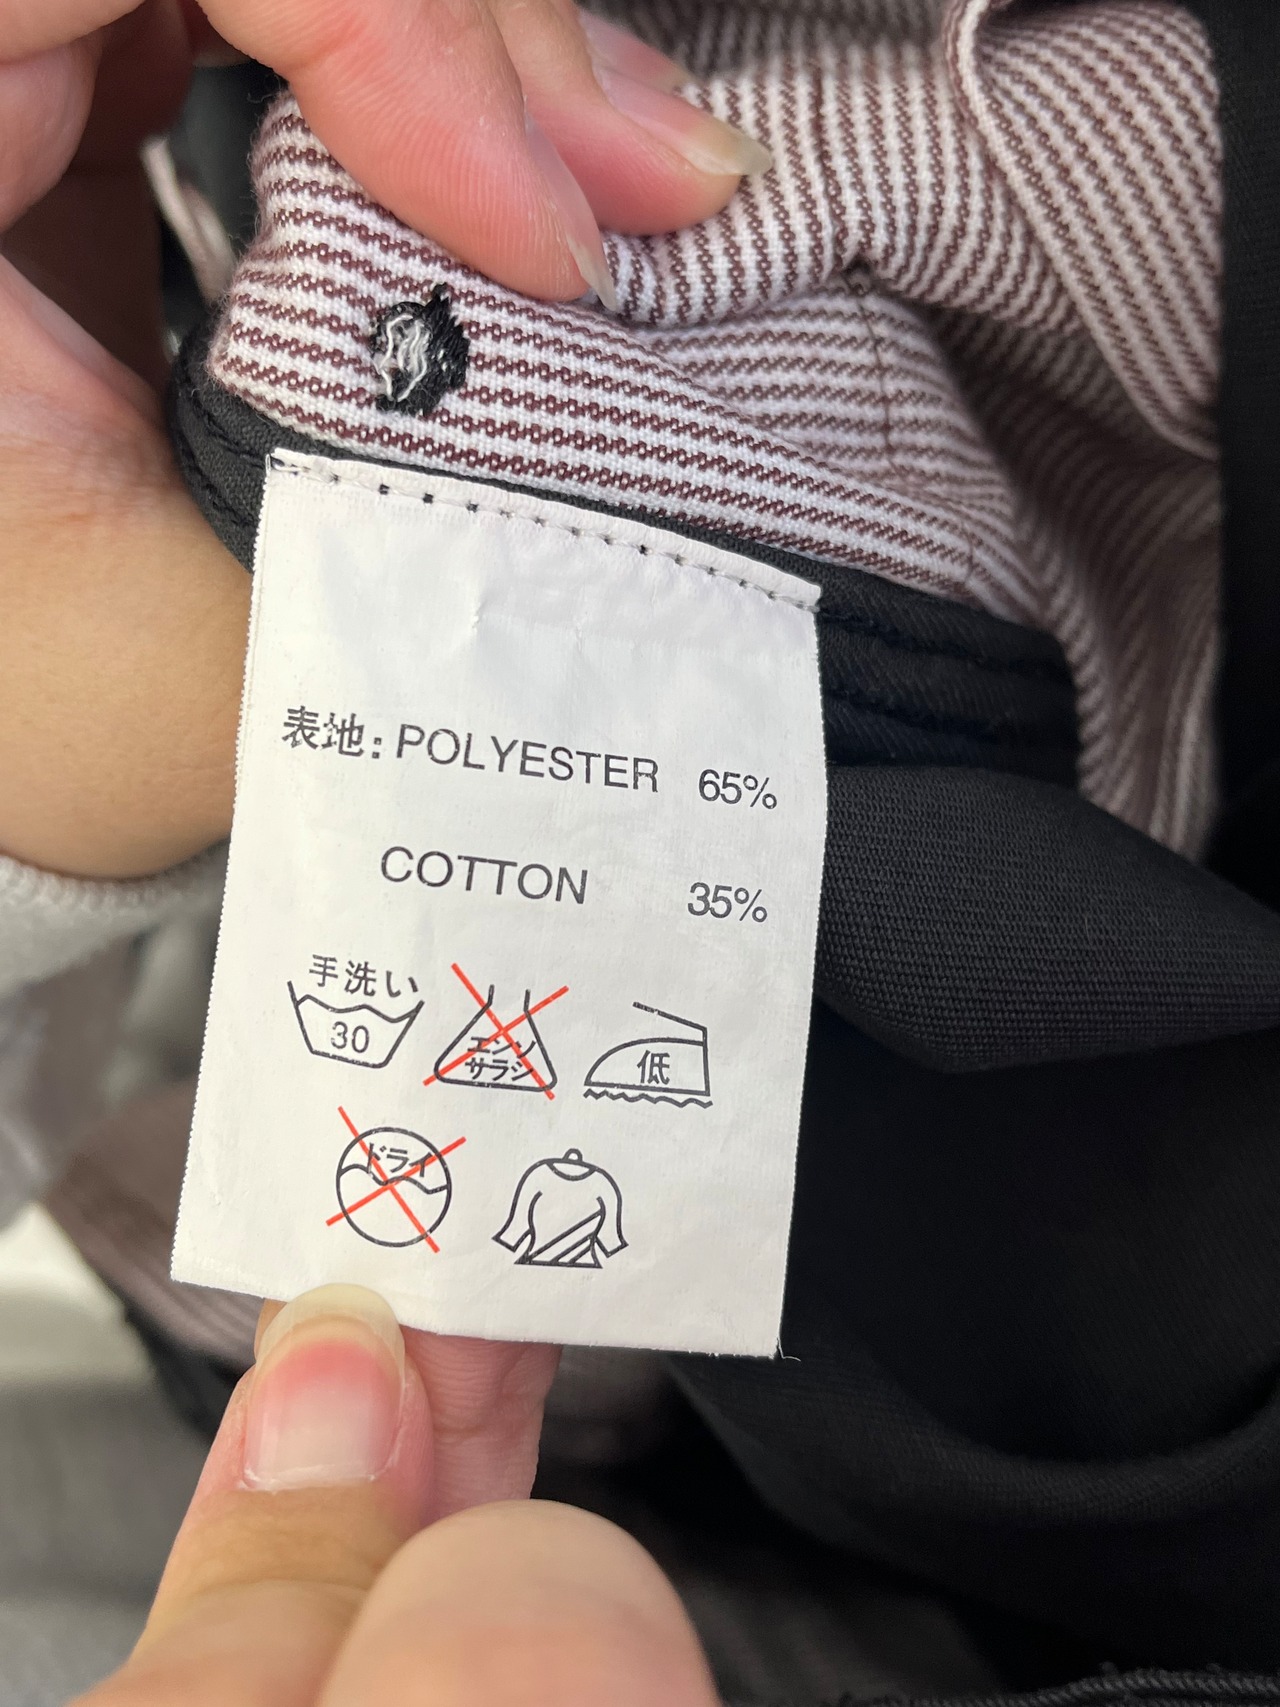 表地:POLYESTER 65%
COTTON 35%
手洗い
30
エンソ
サラシ
低
ドライ